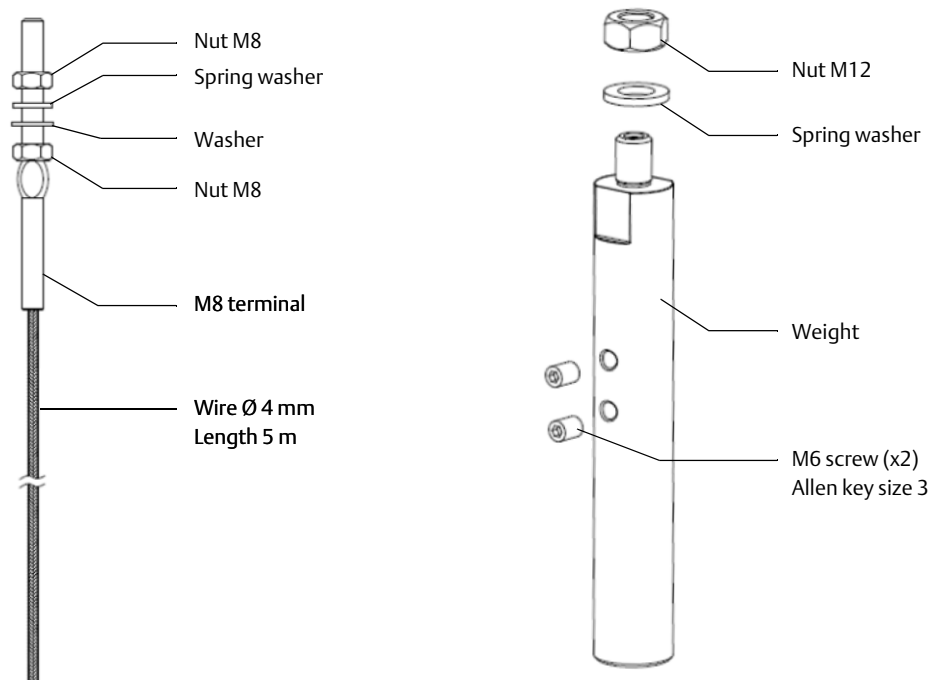 Nut M8
Spring washer
Washer
Nut M8
M8 terminal
Wire Ø 4 mm
Length 5 m
Nut M12
Spring washer
Weight
M6 screw (x2)
Allen key size 3